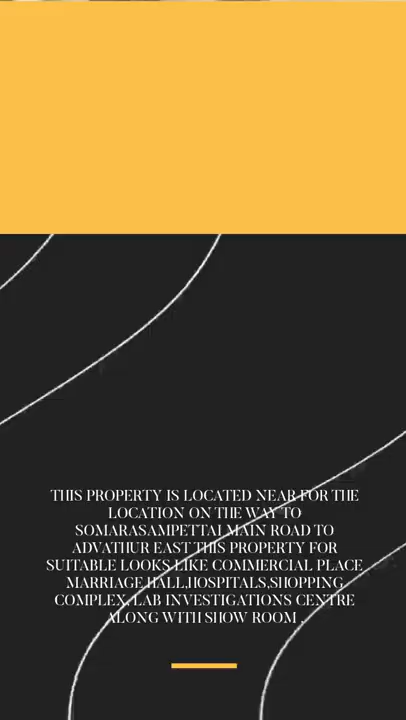 THIS PROPERTY IS LOCATED NEAR FOR THE
LOCATION ON THE WAY TO
SOMARASAMPETTAI MAIN ROAD TO
ADVATHUR EAST THIS PROPERTY FOR
SUITABLE LOOKS LIKE COMMERCIAL PLACE
MARRIAGE HALL,HOSPITALS,SHOPPING
COMPLEX, LAB INVESTIGATIONS CENTRE
ALONG WITH SHOW ROOM .